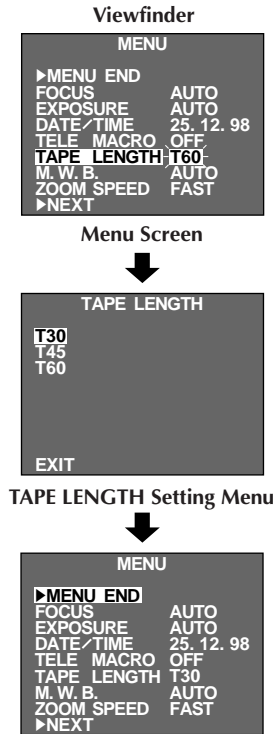 Viewfinder
MENU
▶MENU END
FOCUS AUTO
EXPOSURE AUTO
DATE/TIME 25. 12. 98
TELE MACRO OFF
TAPE LENGTH T60
M. W. B. AUTO
ZOOM SPEED FAST
▶NEXT
Menu Screen
TAPE LENGTH
T30
T45
T60
EXIT
TAPE LENGTH Setting Menu
MENU
▶MENU END
FOCUS AUTO
EXPOSURE AUTO
DATE/TIME 25. 12. 98
TELE MACRO OFF
TAPE LENGTH T30
M. W. B. AUTO
ZOOM SPEED FAST
▶NEXT